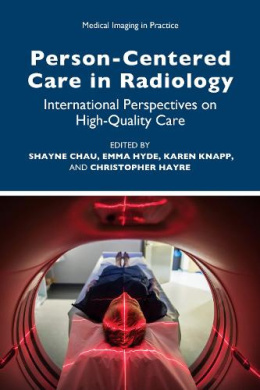 Medical Imaging in Practice
Person-Centered
Care in Radiology
International Perspectives on
High-Quality Care
EDITED BY
SHAYNE CHAU, EMMA HYDE, KAREN KNAPP,
AND CHRISTOPHER HAYRE